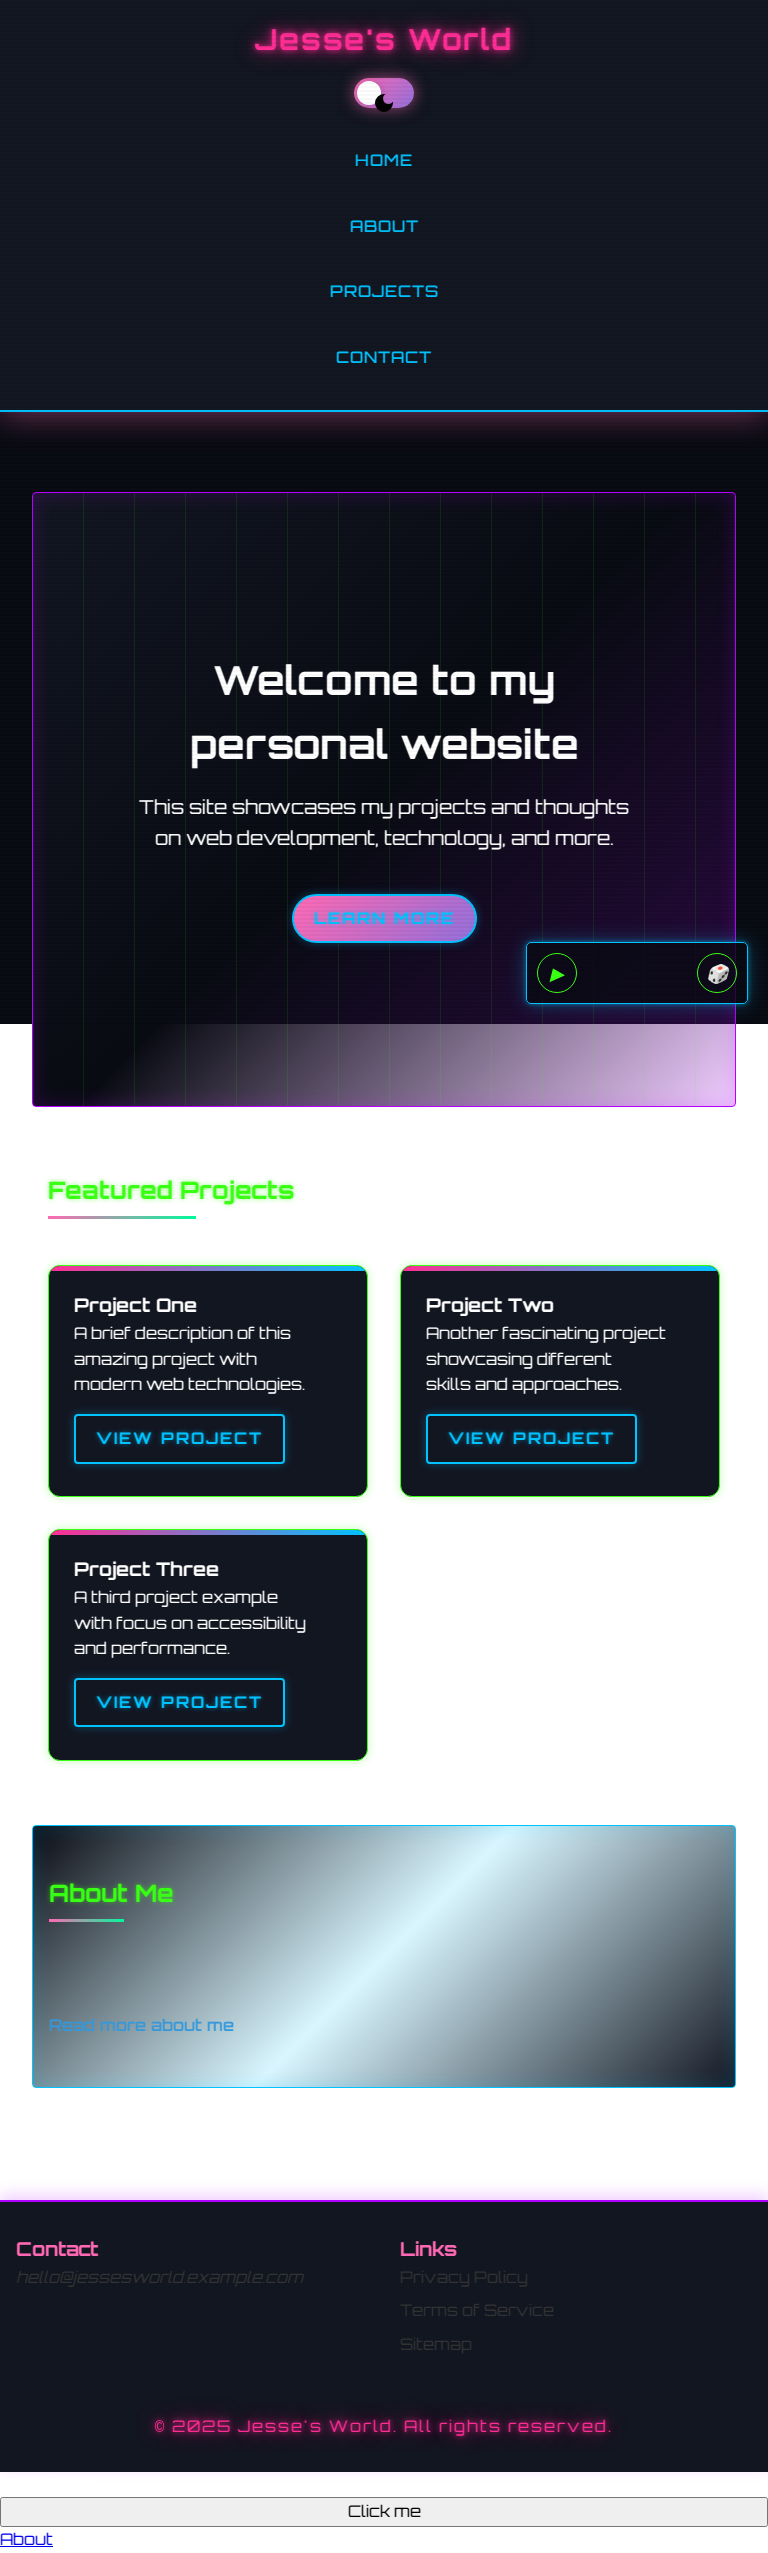 Jesse's World
HOME
ABOUT
PROJECTS
CONTACT
Welcome to my
personal website
This site showcases my projects and thoughts
on web development, technology, and more.
LEARN MORE
Featured Projects
Project One
A brief description of this
amazing project with
modern web technologies.
VIEW PROJECT
Project Two
Another fascinating project
showcasing different
skills and approaches.
VIEW PROJECT
Project Three
A third project example
with focus on accessibility
and performance.
VIEW PROJECT
About Me
Read more about me
Contact
hello@jessesworld.example.com
Links
Privacy Policy
Terms of Service
Sitemap
© 2025 Jesse's World. All rights reserved.
Click me
About